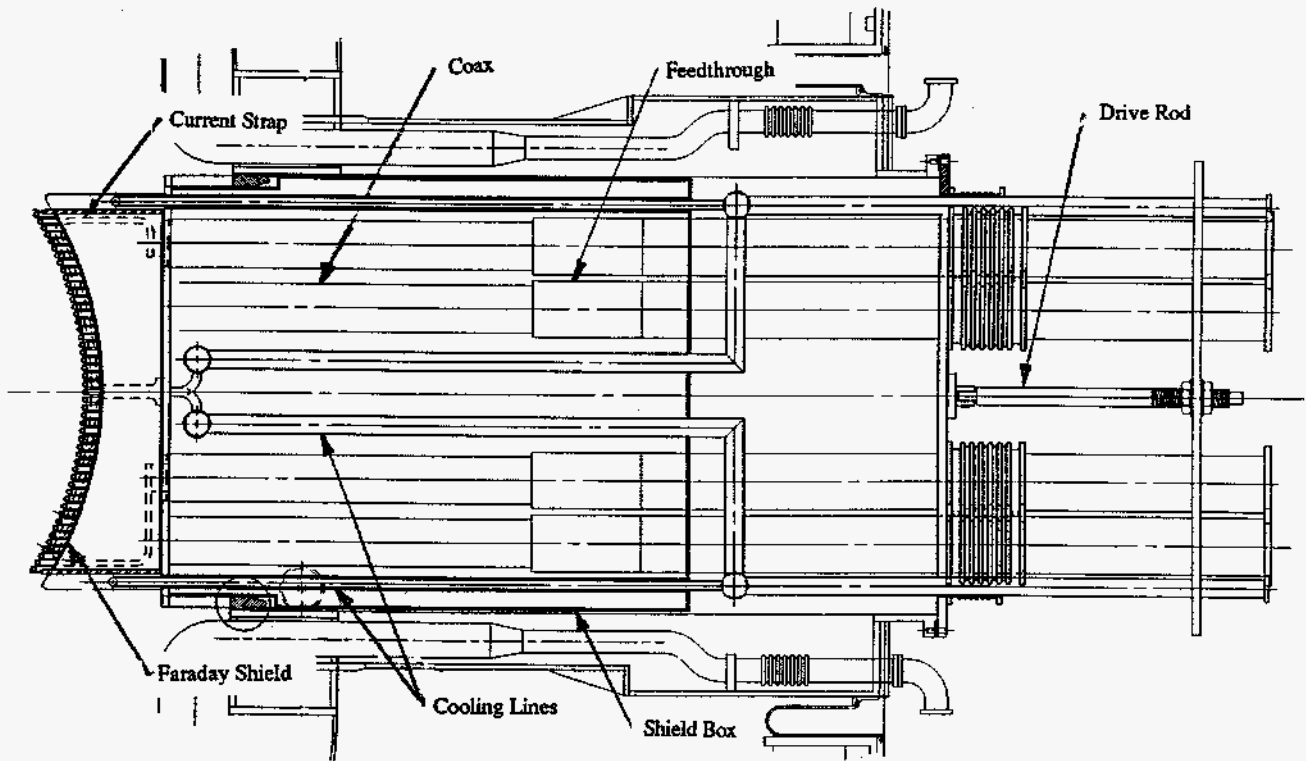 Coax
Feedthrough
Drive Rod
Current Strap
Faraday Shield
Cooling Lines
Shield Box